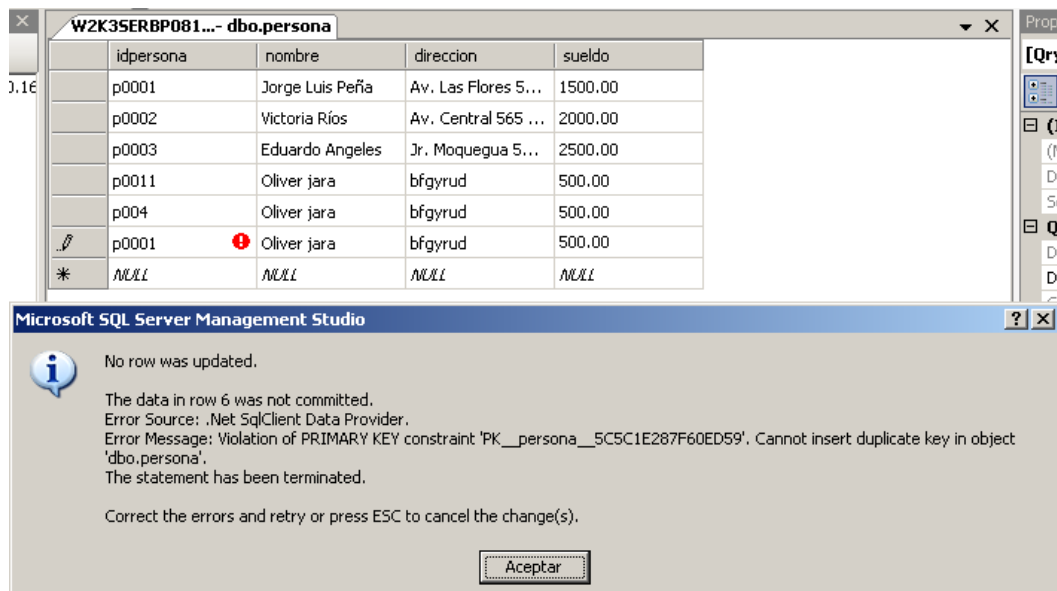 W2K3SERBP081...- dbo.persona
Prop
idpersona nombre direccion sueldo
[Qry
0.16
p0001 Jorge Luis Peña Av. Las Flores 5... 1500.00
p0002 Victoria Ríos Av. Central 565 ... 2000.00
p0003 Eduardo Angeles Jr. Moquegua 5... 2500.00
p0011 Oliver jara bfgyrud 500.00
p004 Oliver jara bfgyrud 500.00
p0001 Oliver jara bfgyrud 500.00
NULL NULL NULL NULL
Microsoft SQL Server Management Studio
No row was updated.
The data in row 6 was not committed.
Error Source: .Net SqlClient Data Provider.
Error Message: Violation of PRIMARY KEY constraint 'PK__persona__5C5C1E287F60ED59'. Cannot insert duplicate key in object
'dbo.persona'.
The statement has been terminated.
Correct the errors and retry or press ESC to cancel the change(s).
Aceptar